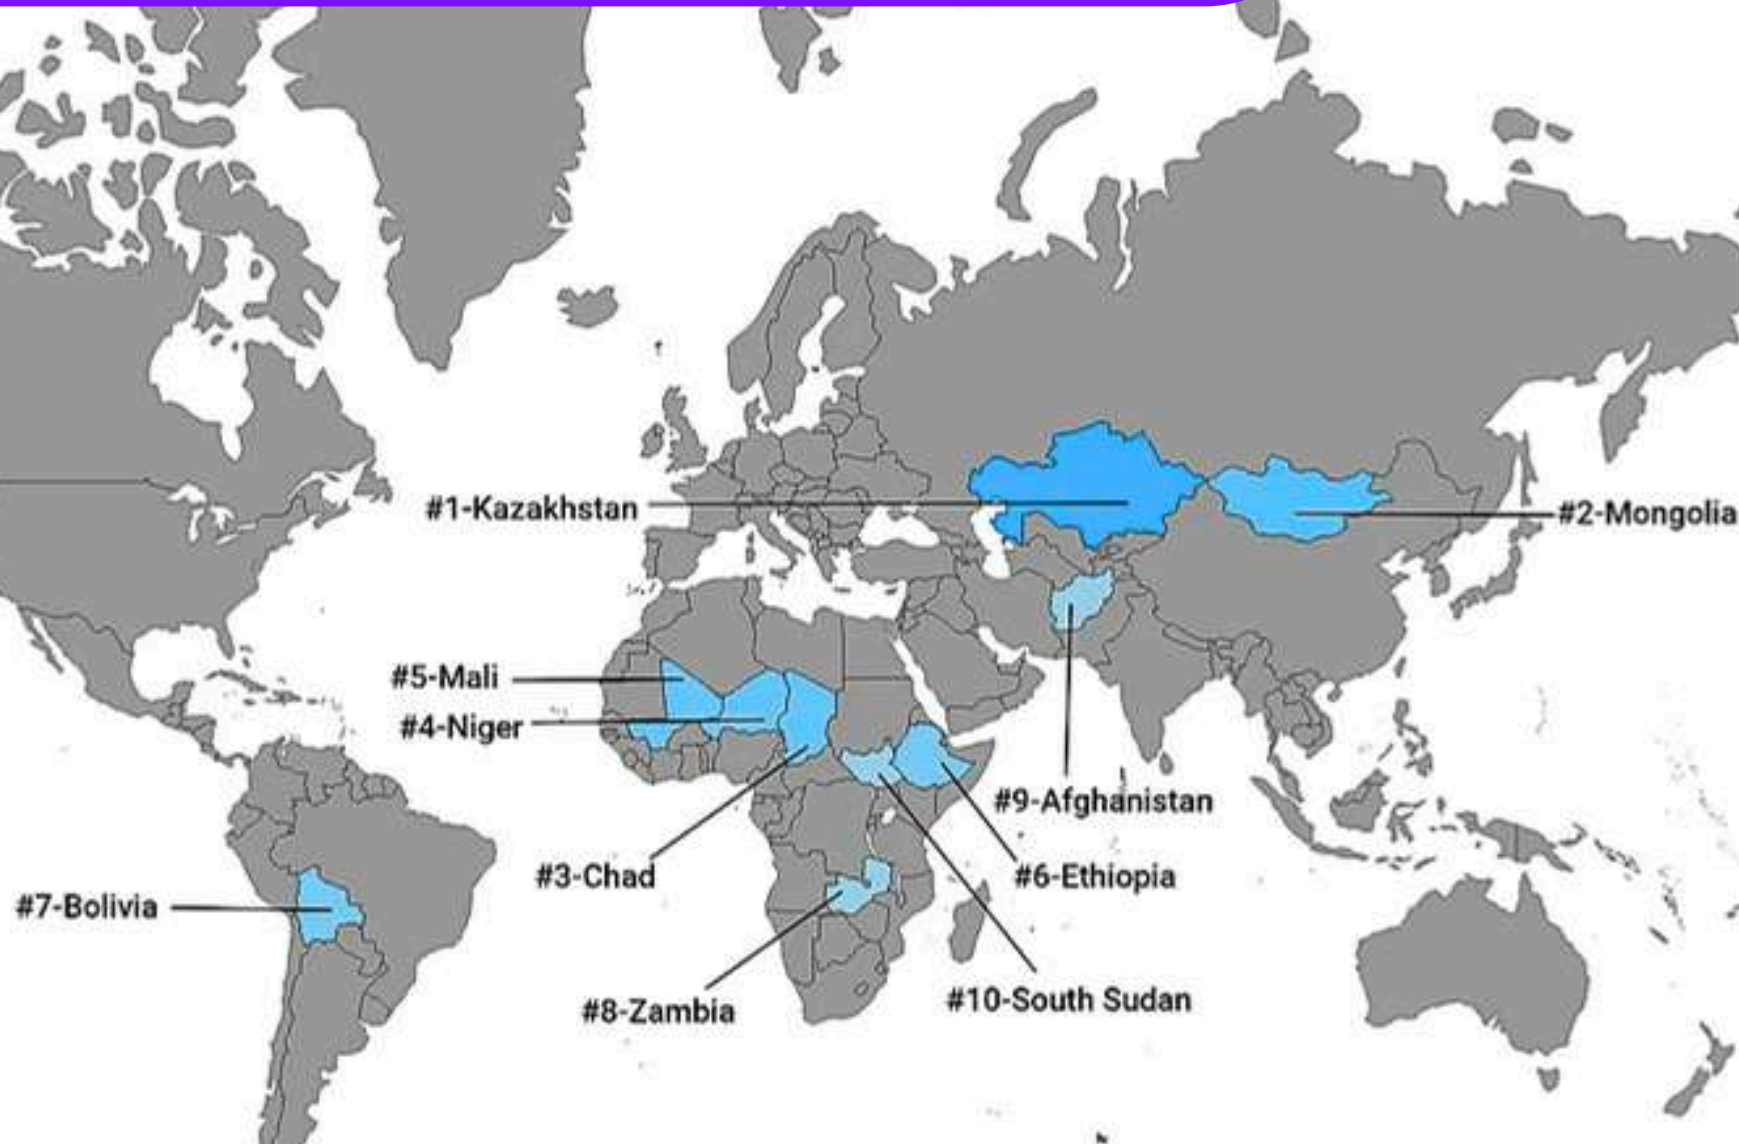 #1-Kazakhstan
#2-Mongolia
#5-Mali
#4-Niger
#9-Afghanistan
#3-Chad
#6-Ethiopia
#7-Bolivia
#8-Zambia
#10-South Sudan